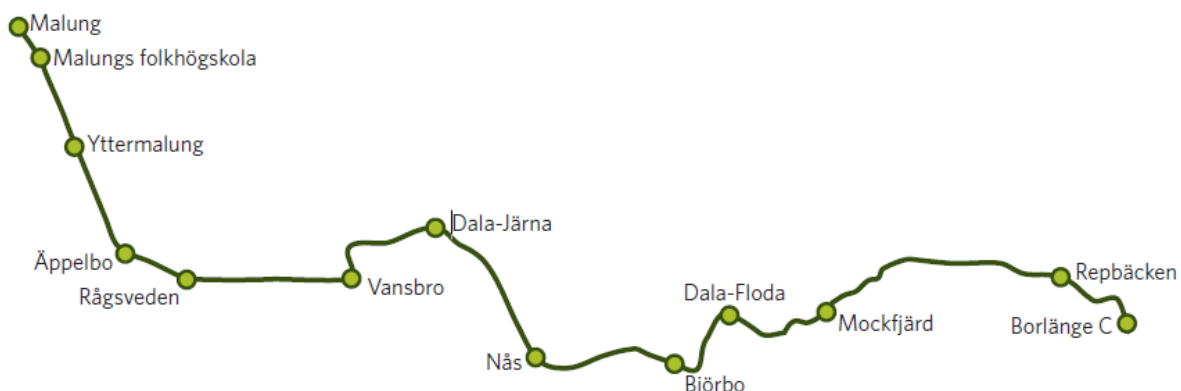 Malung
Malungs folkhögskola
Yttermalung
Äppelbo
Rågsveden
Vansbro
Dala-Järna
Nås
Björbo
Dala-Floda
Mockfjärd
Repbäcken
Borlänge C